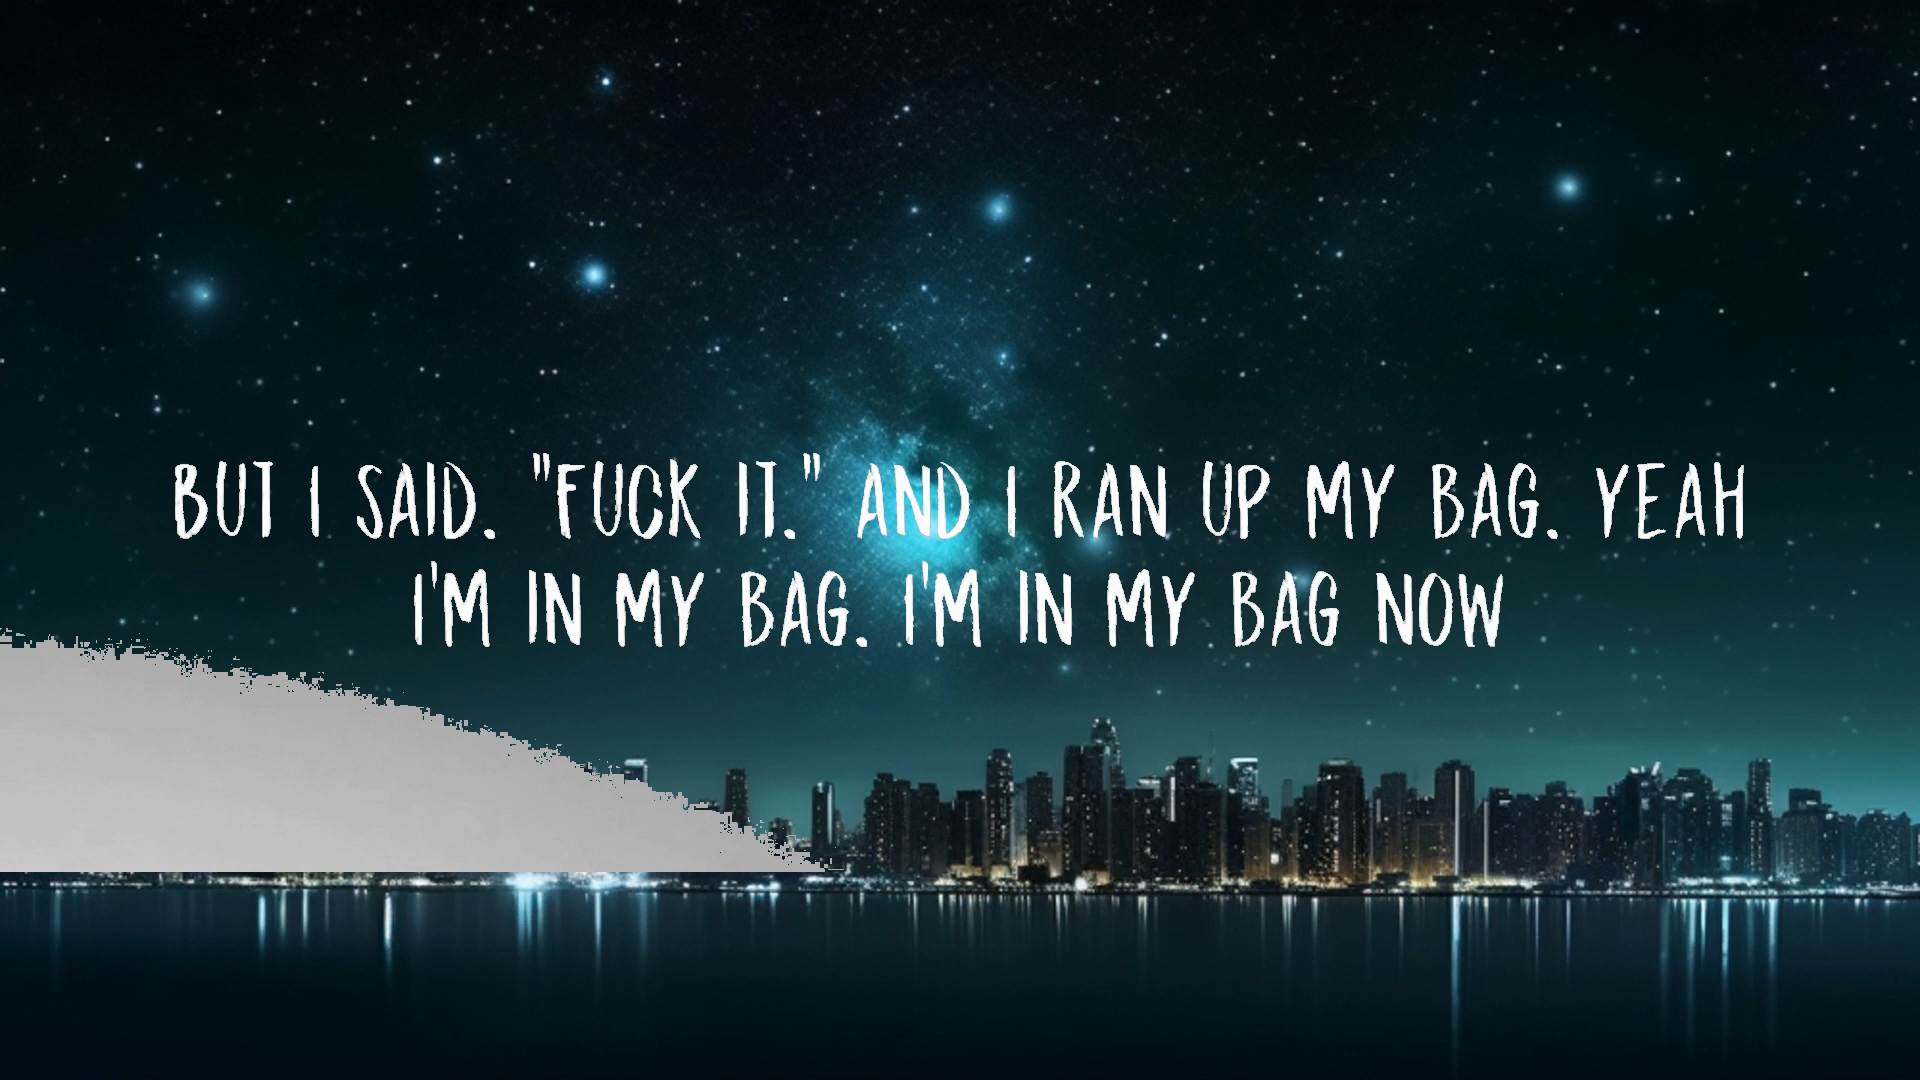 BUT I SAID. "FUCK IT." AND I RAN UP MY BAG. YEAH
I'M IN MY BAG. I'M IN MY BAG NOW